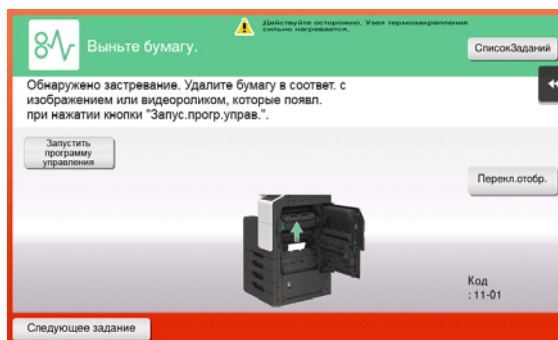 Действуйте осторожно. Узел термозакрепления
сильно нагревается.
Выньте бумагу.
СписокЗаданий
Обнаружено застревание. Удалите бумагу в соответ. с
изображением или видеороликом, которые появл.
при нажатии кнопки "Запус.прогр.управ.".
Запустить
программу
управления
Перекл.отобр.
Код
: 11-01
Следующее задание